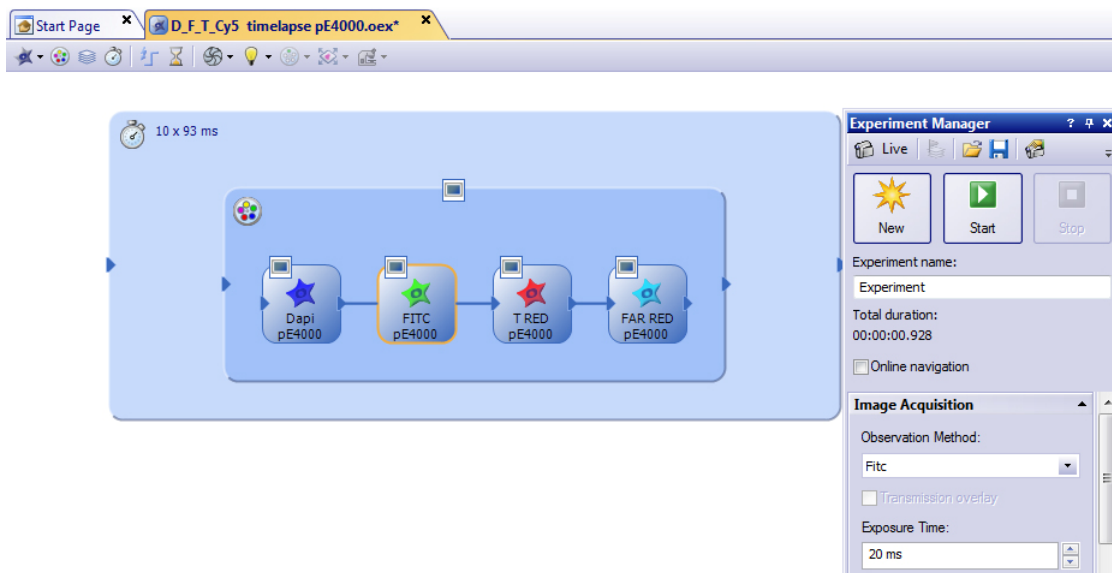 Start Page
D_F_T_Cy5 timelapse pE4000.oex*
10 x 93 ms
Dapi
pE4000
FITC
pE4000
T RED
pE4000
FAR RED
pE4000
Experiment Manager
Live
New
Start
Stop
Experiment name:
Experiment
Total duration:
00:00:00.928
Online navigation
Image Acquisition
Observation Method:
Fitc
Transmission overlay
Exposure Time:
20 ms